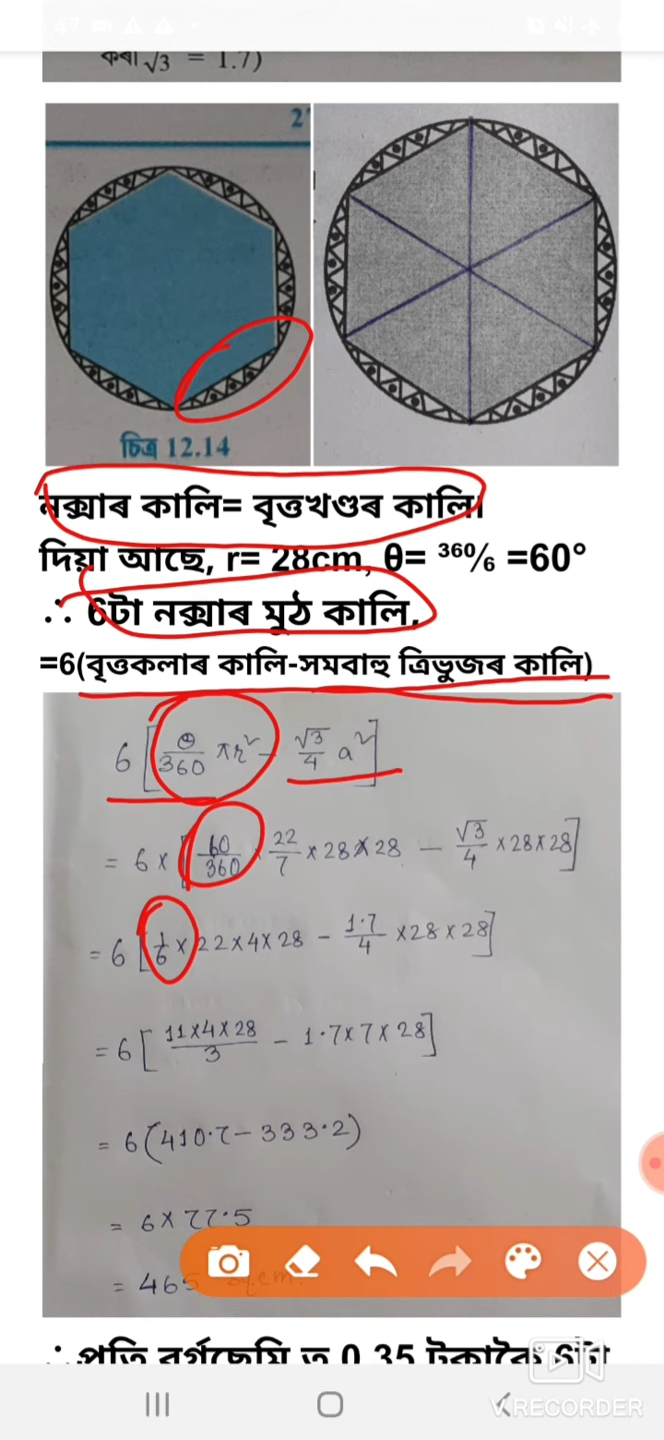 কৰা √3 = 1.7)
চিত্ৰ 12.14
নক্সাৰ কালি= বৃত্তখণ্ডৰ কালি।
দিয়া আছে, r= 28cm, θ= ³⁶⁰⁄₆ =60°
∴ 6টা নক্সাৰ মুঠ কালি,
=6(বৃত্তকলাৰ কালি-সমবাহু ত্ৰিভুজৰ কালি)
6 [ θ/360 πr² - √3/4 a² ]
= 6 × [ 60/360 × 22/7 × 28 × 28 - √3/4 × 28 × 28 ]
= 6 [ 1/6 × 22 × 4 × 28 - 1.7/4 × 28 × 28 ]
= 6 [ 11×4×28/3 - 1.7 × 7 × 28 ]
= 6 (410.7 - 333.2)
= 6 × 77.5
= 465
∴ প্ৰতি বৰ্গছেমি ত 0.35 টকাকৈ 6টা
V.RECORDER